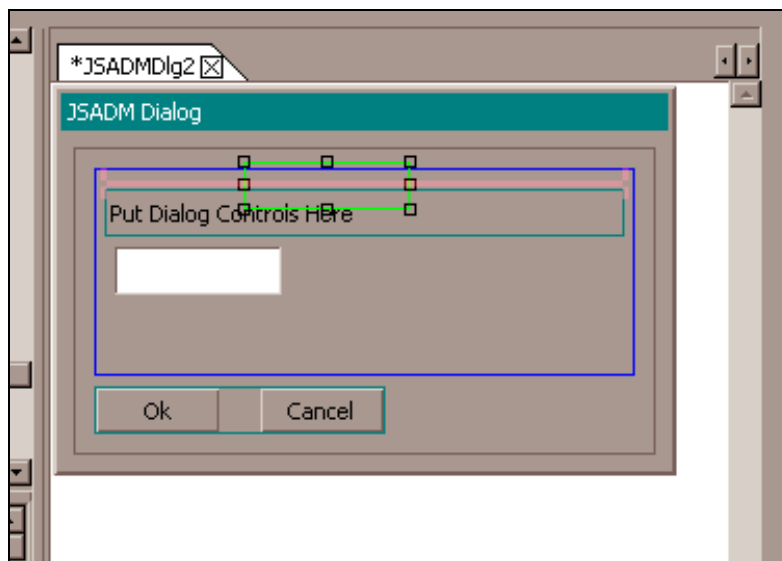 *JSADMDlg2
JSADM Dialog
Put Dialog Controls Here
Ok
Cancel